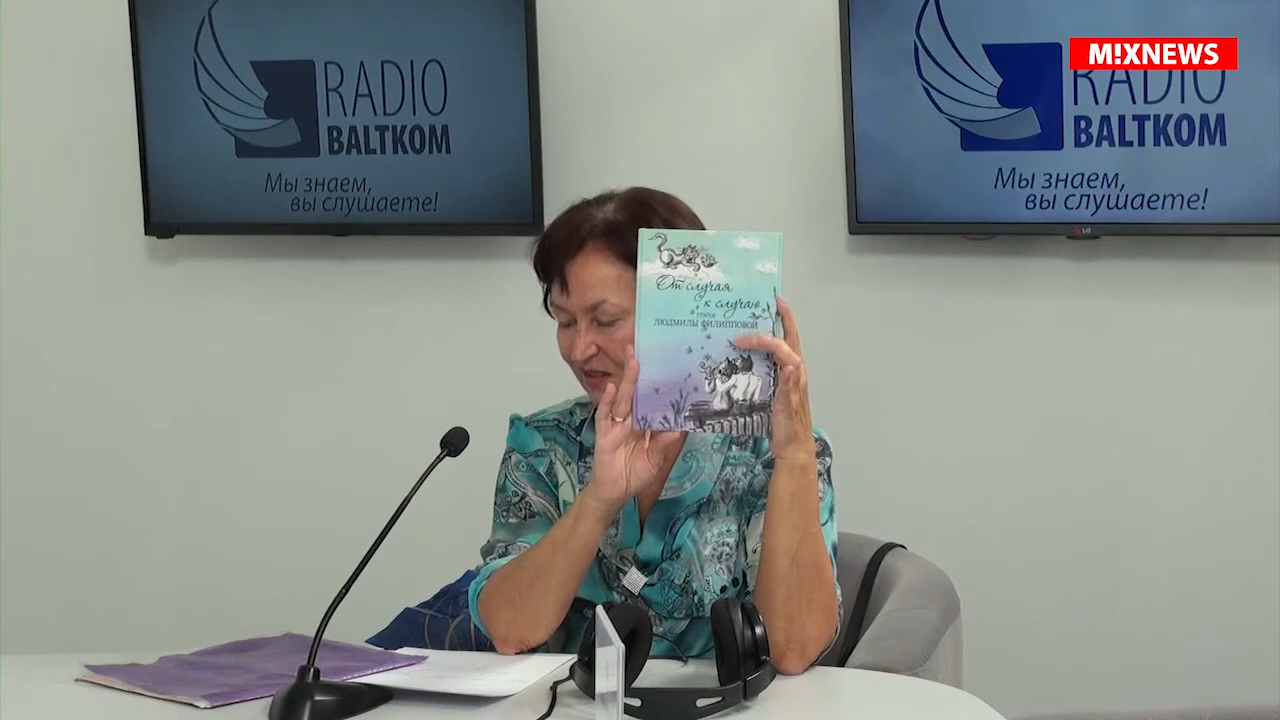 RADIO
BALTKOM
Мы знаем,
вы слушаете!
M!XNEWS
RADIO
BALTKOM
Мы знаем,
вы слушаете!
LG
От случая
к случаю
СТИХИ
ЛЮДМИЛЫ ФИЛИППОВОЙ